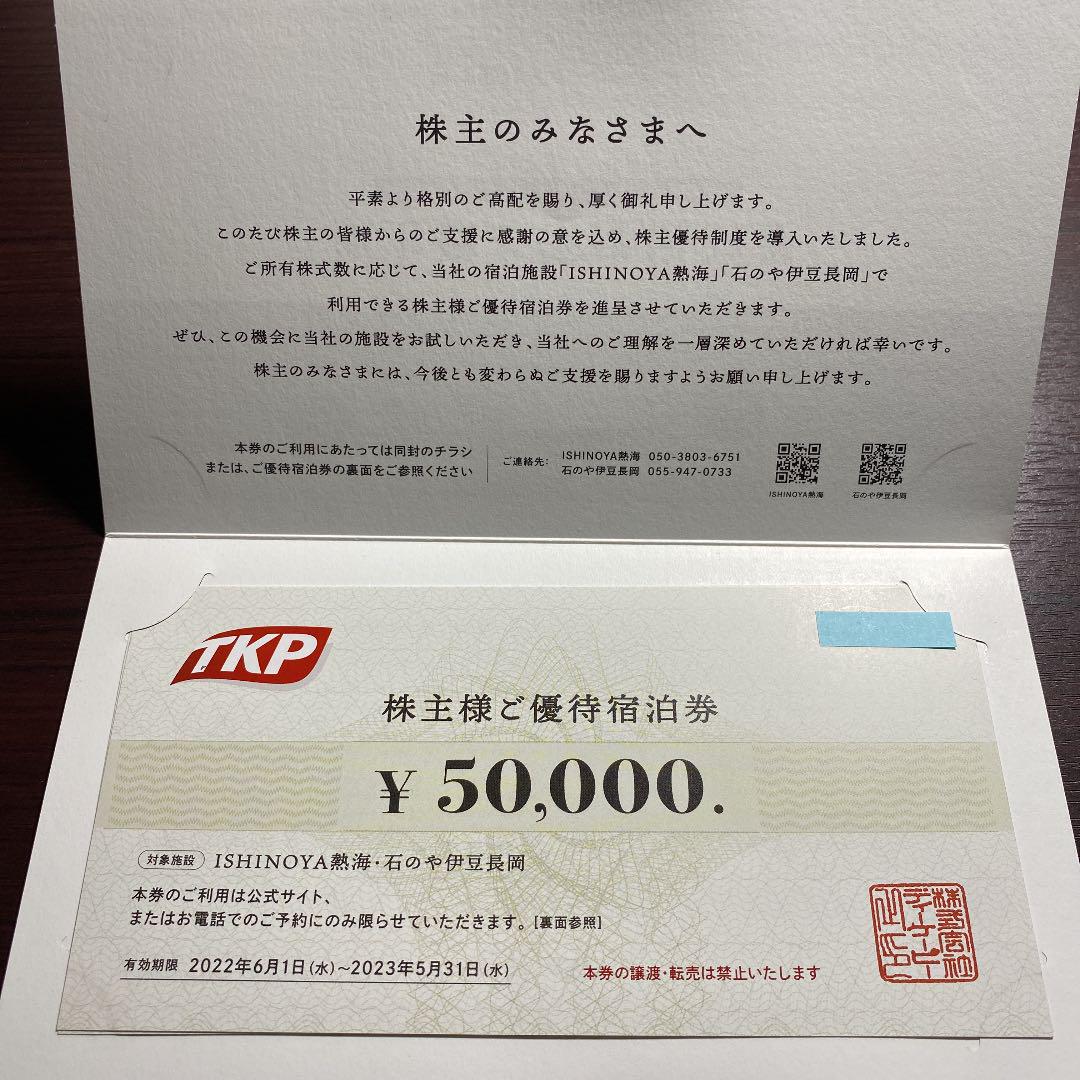 株主のみなさまへ
平素より格別のご高配を賜り、厚く御礼申し上げます。
このたび株主の皆様からのご支援に感謝の意を込め、株主優待制度を導入いたしました。
ご所有株式数に応じて、当社の宿泊施設「ISHINOYA熱海」「石のや伊豆長岡」で
利用できる株主様ご優待宿泊券を進呈させていただきます。
ぜひ、この機会に当社の施設をお試しいただき、当社へのご理解を一層深めていただければ幸いです。
株主のみなさまには、今後とも変わらぬご支援を賜りますようお願い申し上げます。
本券のご利用にあたっては同封のチラシ
または、ご優待宿泊券の裏面をご参照ください
ご連絡先: ISHINOYA熱海 050-3803-6751
石のや伊豆長岡 055-947-0733
ISHINOYA熱海
石のや伊豆長岡
TKP
株主様ご優待宿泊券
¥50,000.
対象施設 ISHINOYA熱海・石のや伊豆長岡
本券のご利用は公式サイト、
またはお電話でのご予約にのみ限らせていただきます。[裏面参照]
有効期限 2022年6月1日(水)~2023年5月31日(水)
本券の譲渡・転売は禁止いたします
株式会社
ティーケーピー
之印